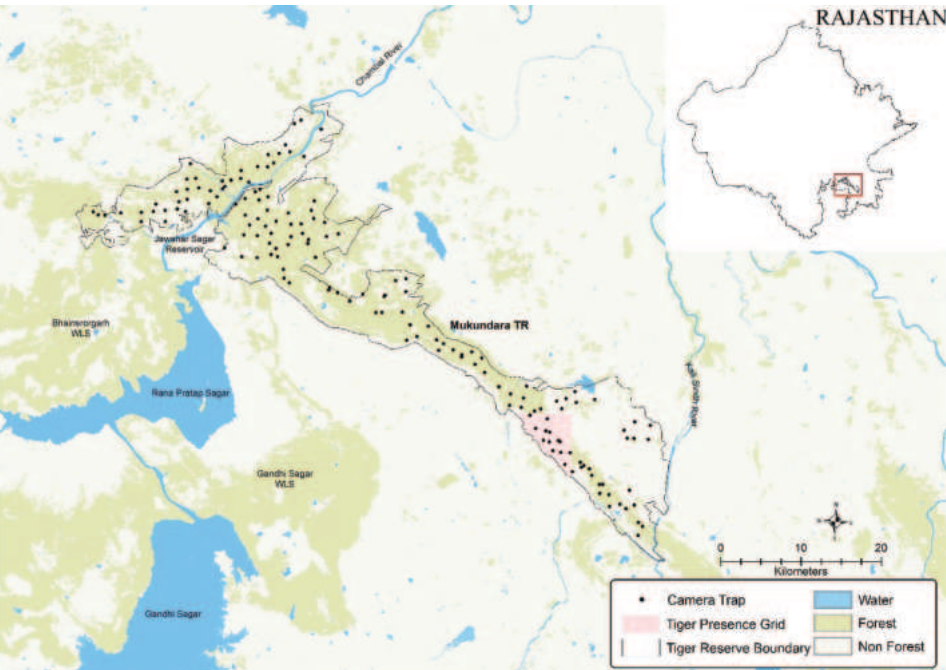 RAJASTHAN
Chambal River
Jawahar Sagar
Reservoir
Bhainsrorgarh
WLS
Mukundara TR
Rana Pratap Sagar
Kali Sindh River
Gandhi Sagar
WLS
Gandhi Sagar
0 10 20
Kilometers
Camera Trap
Water
Tiger Presence Grid
Forest
Tiger Reserve Boundary
Non Forest